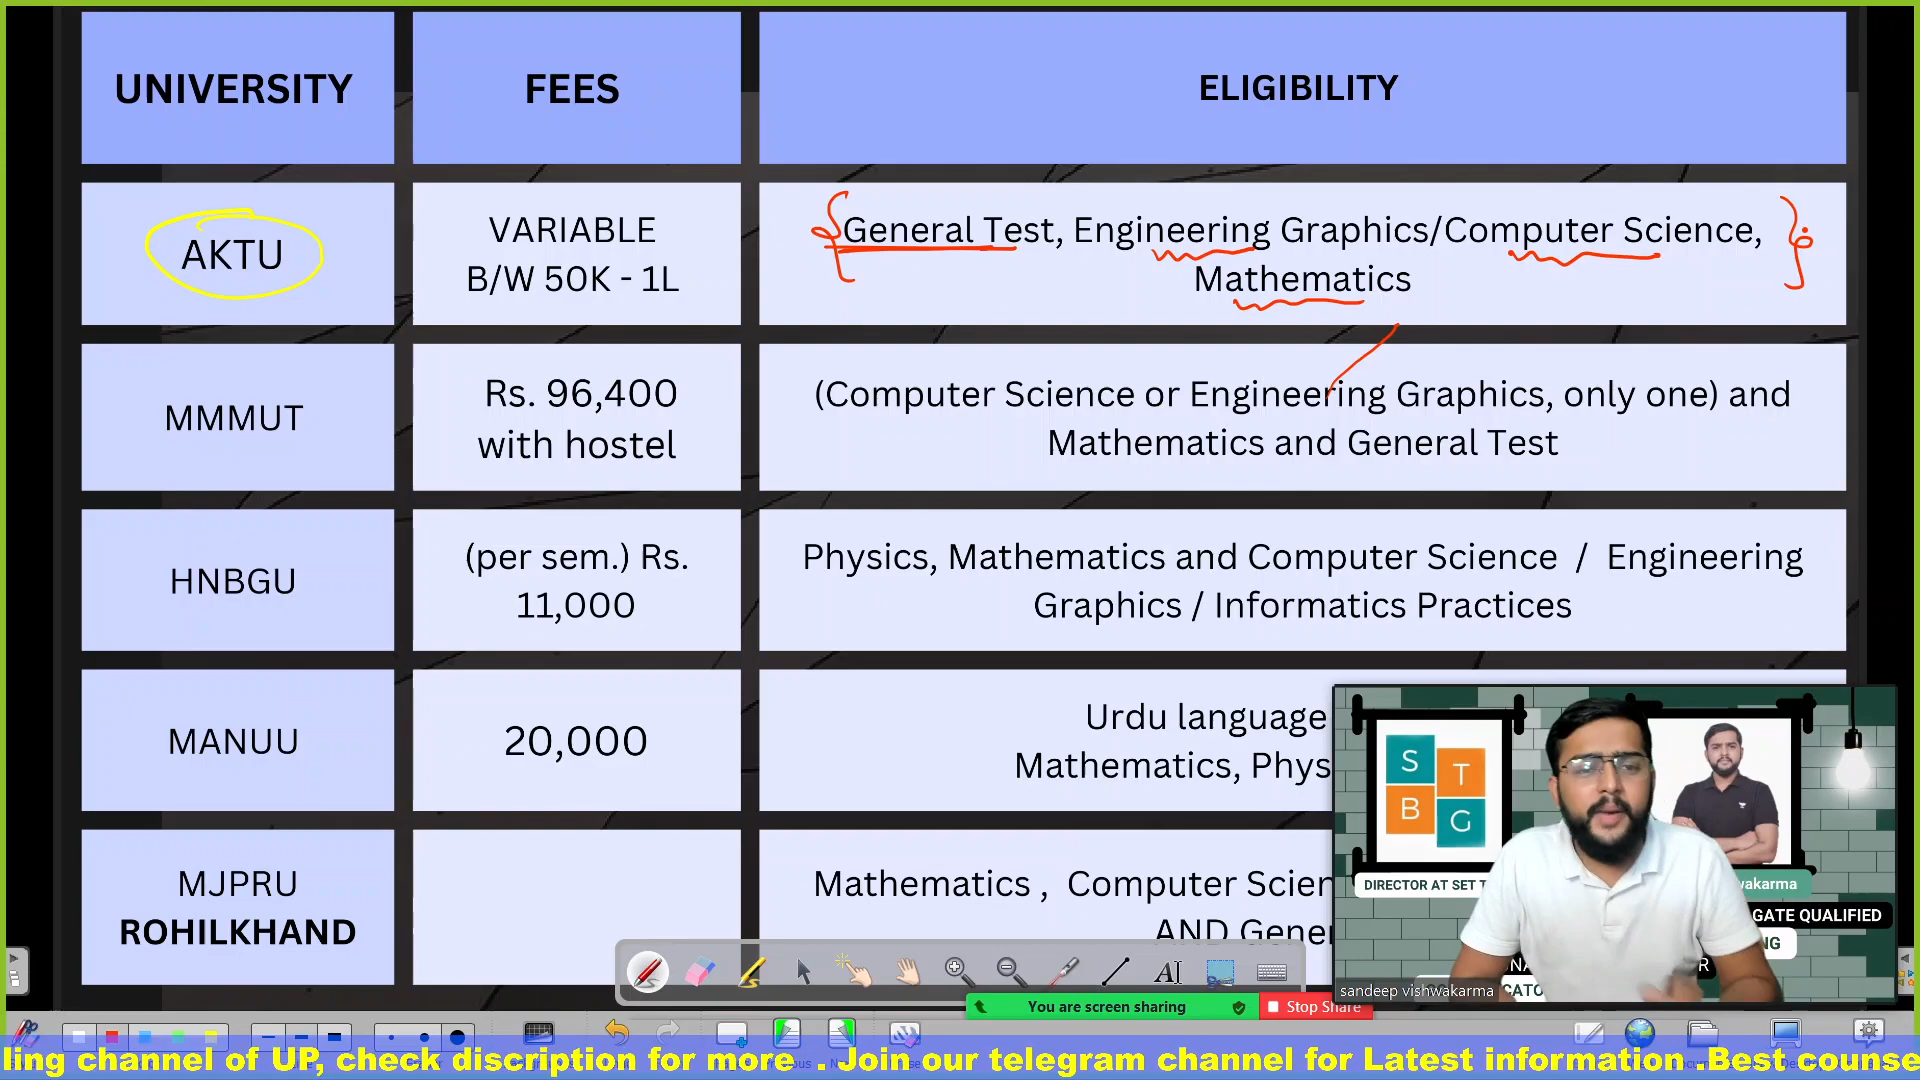 UNIVERSITY
FEES
ELIGIBILITY
AKTU
VARIABLE
B/W 50K - 1L
General Test, Engineering Graphics/Computer Science,
Mathematics
MMMUT
Rs. 96,400
with hostel
(Computer Science or Engineering Graphics, only one) and
Mathematics and General Test
HNBGU
(per sem.) Rs.
11,000
Physics, Mathematics and Computer Science / Engineering
Graphics / Informatics Practices
MANUU
20,000
Urdu language
Mathematics, Phys
MJPRU
ROHILKHAND
Mathematics , Computer Scien
AND Gener
S T
B G
DIRECTOR AT SET T
wakarma
GATE QUALIFIED
NG
sandeep vishwakarma
CATO
You are screen sharing
Stop Share
ling channel of UP, check discription for more . Join our telegram channel for Latest information .Best counse